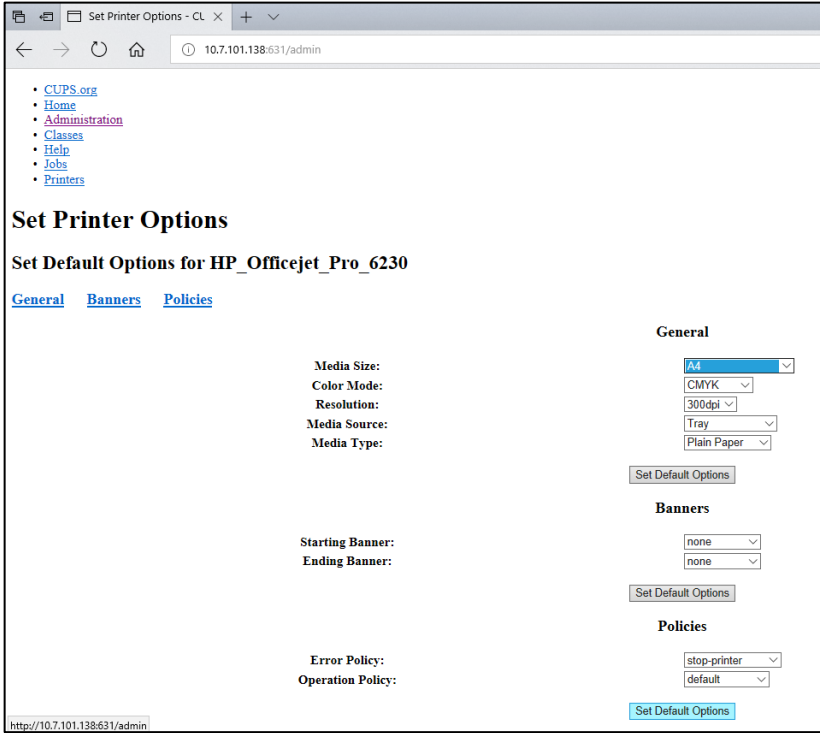 Set Printer Options - CL
10.7.101.138:631/admin
• CUPS.org
• Home
• Administration
• Classes
• Help
• Jobs
• Printers
Set Printer Options
Set Default Options for HP_Officejet_Pro_6230
General Banners Policies
General
Media Size: A4
Color Mode: CMYK
Resolution: 300dpi
Media Source: Tray
Media Type: Plain Paper
Set Default Options
Banners
Starting Banner: none
Ending Banner: none
Set Default Options
Policies
Error Policy: stop-printer
Operation Policy: default
Set Default Options
http://10.7.101.138:631/admin